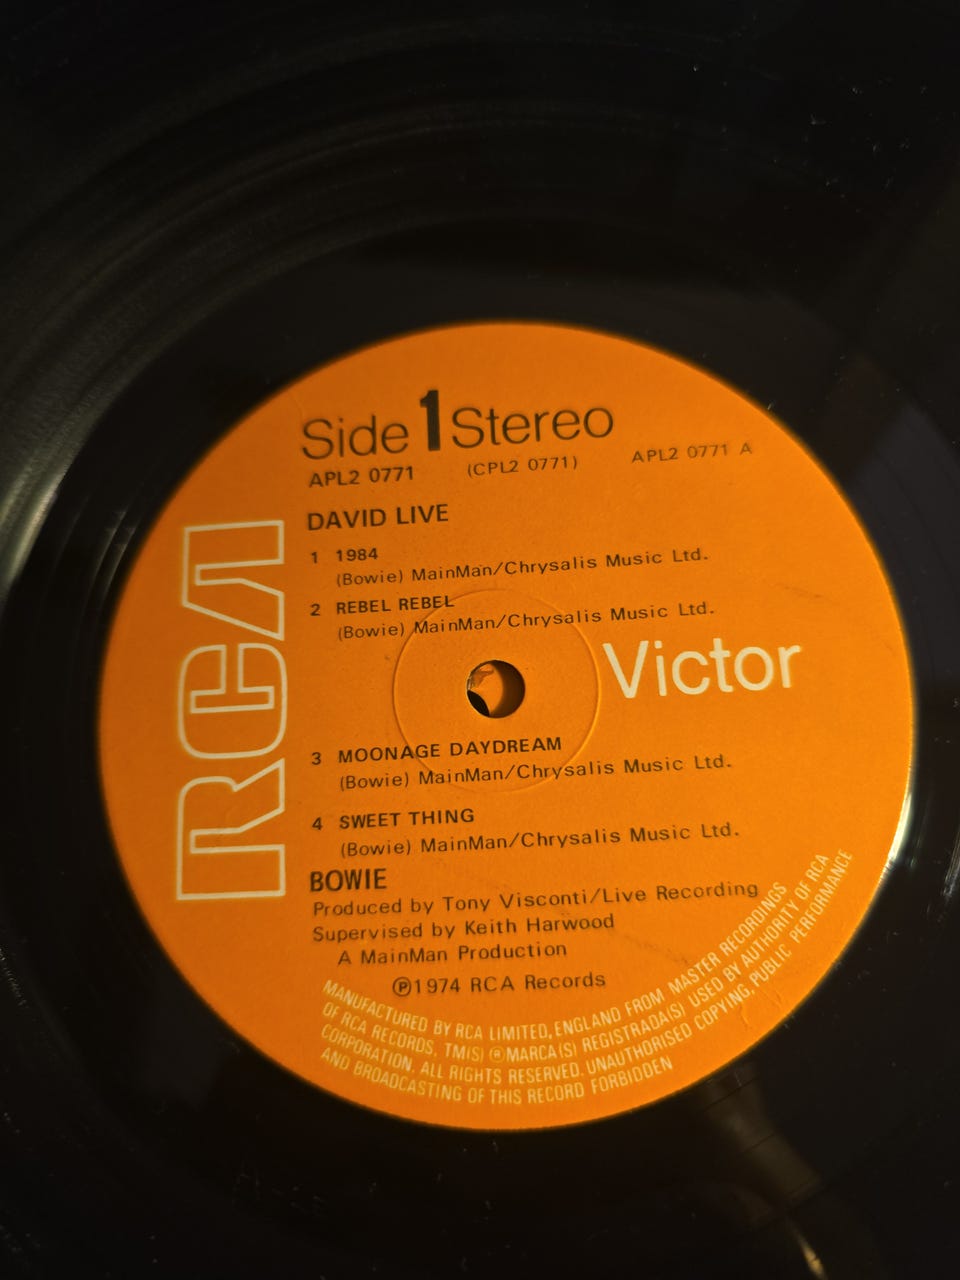 Side 1 Stereo
APL2 0771 (CPL2 0771) APL2 0771 A
DAVID LIVE
1 1984
(Bowie) MainMan/Chrysalis Music Ltd.
2 REBEL REBEL
(Bowie) MainMan/Chrysalis Music Ltd.
RCA
Victor
3 MOONAGE DAYDREAM
(Bowie) MainMan/Chrysalis Music Ltd.
4 SWEET THING
(Bowie) MainMan/Chrysalis Music Ltd.
BOWIE
Produced by Tony Visconti/Live Recording
Supervised by Keith Harwood
A MainMan Production
Ⓟ1974 RCA Records
MANUFACTURED BY RCA LIMITED, ENGLAND FROM MASTER RECORDINGS
OF RCA RECORDS, TM(S) ® MARCA(S) REGISTRADA(S) USED BY AUTHORITY OF RCA
CORPORATION. ALL RIGHTS RESERVED. UNAUTHORISED COPYING, PUBLIC PERFORMANCE
AND BROADCASTING OF THIS RECORD FORBIDDEN